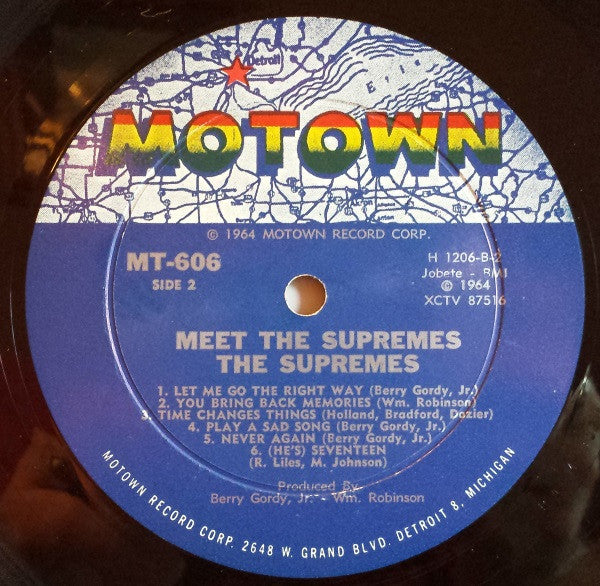 Detroit
Erie
MOTOWN
© 1964 MOTOWN RECORD CORP.
MT-606
SIDE 2
H 1206-B-2
Jobete - BMI
© 1964
XCTV 87516
MEET THE SUPREMES
THE SUPREMES
1. LET ME GO THE RIGHT WAY (Berry Gordy, Jr.)
2. YOU BRING BACK MEMORIES (Wm. Robinson)
3. TIME CHANGES THINGS (Holland, Bradford, Dozier)
4. PLAY A SAD SONG (Berry Gordy, Jr.)
5. NEVER AGAIN (Berry Gordy, Jr.)
6. (HE'S) SEVENTEEN
(R. Liles, M. Johnson)
Produced By
Berry Gordy, Jr. - Wm. Robinson
MOTOWN RECORD CORP. 2648 W. GRAND BLVD. DETROIT 8, MICHIGAN